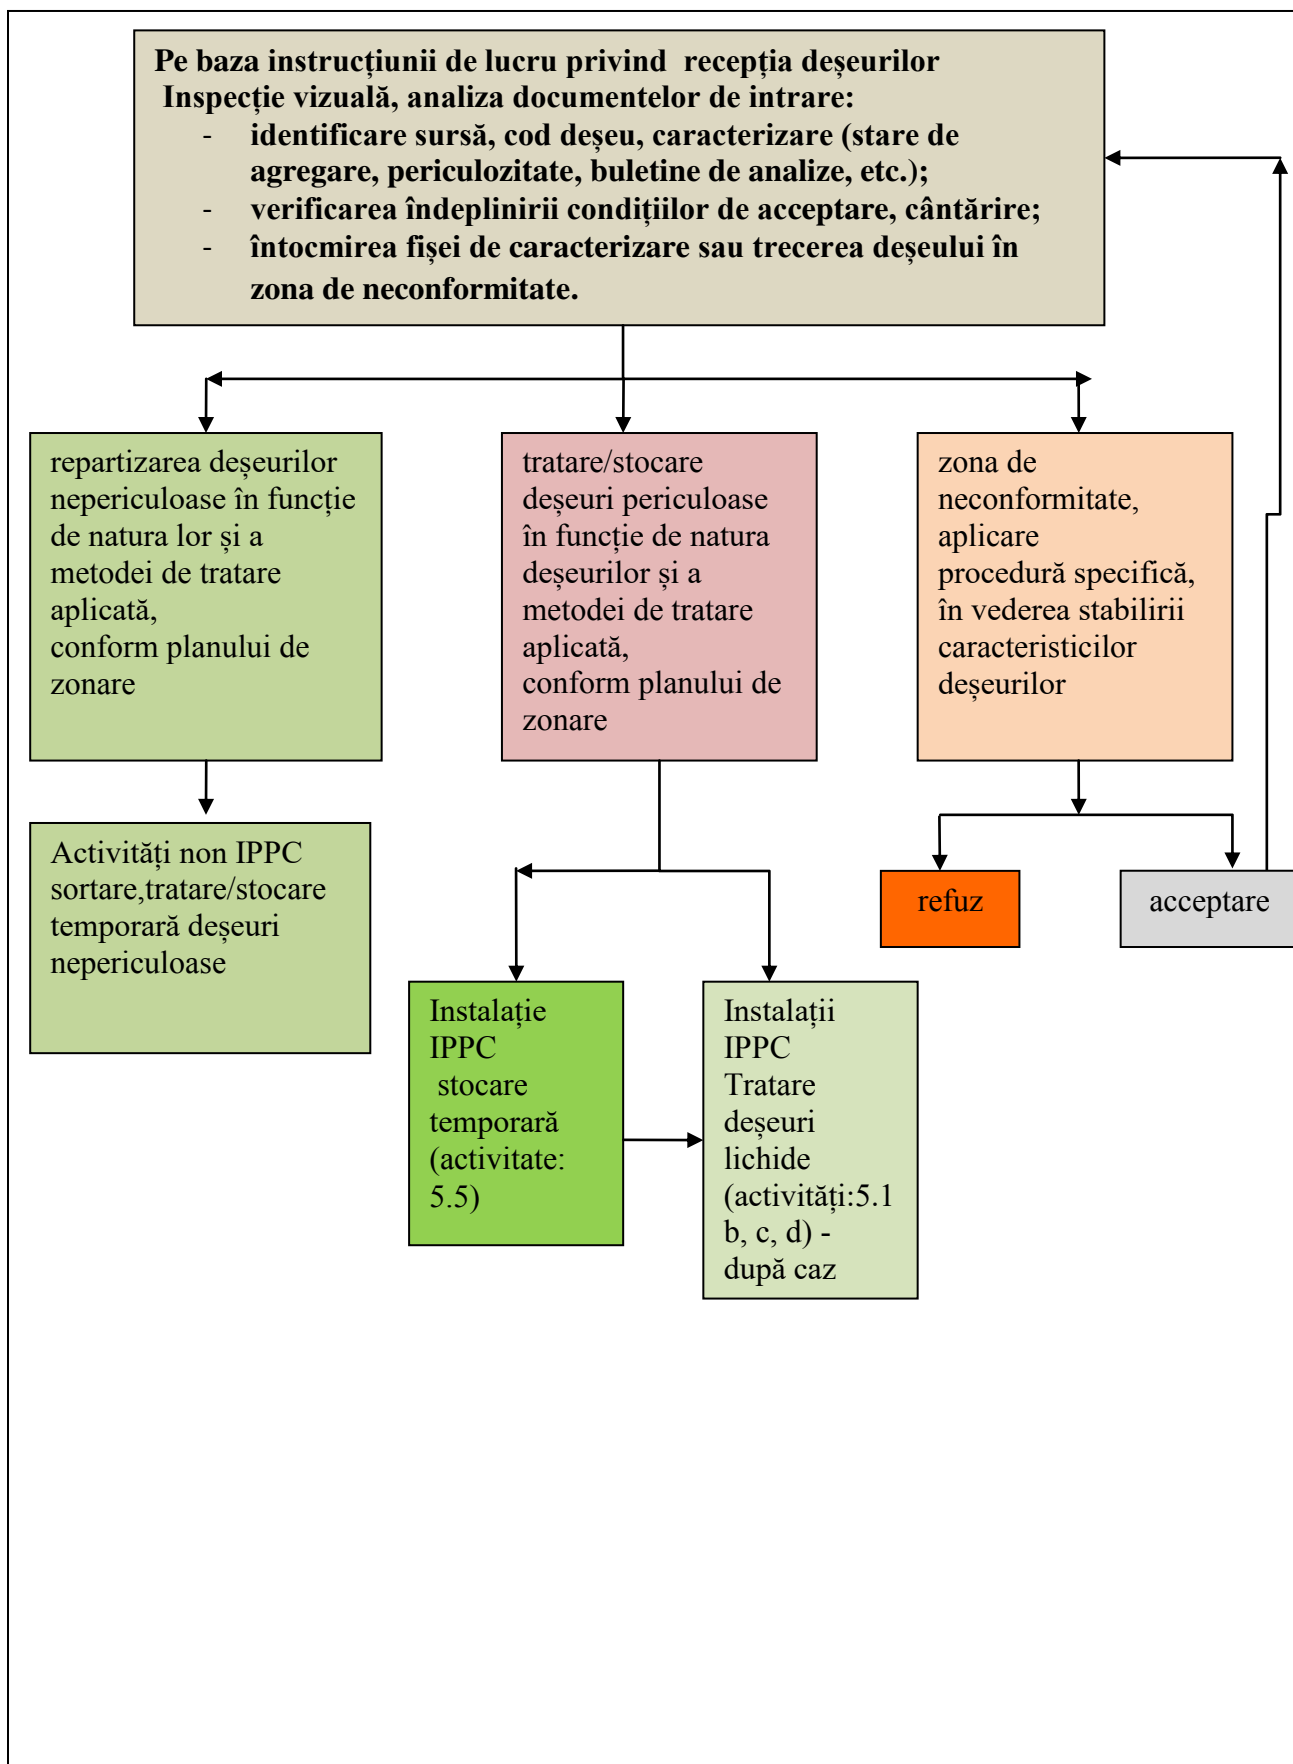 Pe baza instrucțiunii de lucru privind  recepția deșeurilor
Inspecție vizuală, analiza documentelor de intrare:
- identificare sursă, cod deșeu, caracterizare (stare de
agregare, periculozitate, buletine de analize, etc.);
- verificarea îndeplinirii condițiilor de acceptare, cântărire;
- întocmirea fișei de caracterizare sau trecerea deșeului în
zona de neconformitate.
repartizarea deșeurilor
nepericuloase în funcție
de natura lor și a
metodei de tratare
aplicată,
conform planului de
zonare
tratare/stocare
deșeuri periculoase
în funcție de natura
deșeurilor și a
metodei de tratare
aplicată,
conform planului de
zonare
zona de
neconformitate,
aplicare
procedură specifică,
în vederea stabilirii
caracteristicilor
deșeurilor
Activități non IPPC
sortare,tratare/stocare
temporară deșeuri
nepericuloase
refuz
acceptare
Instalație
IPPC
stocare
temporară
(activitate:
5.5)
Instalații
IPPC
Tratare
deșeuri
lichide
(activități:5.1
b, c, d) -
după caz